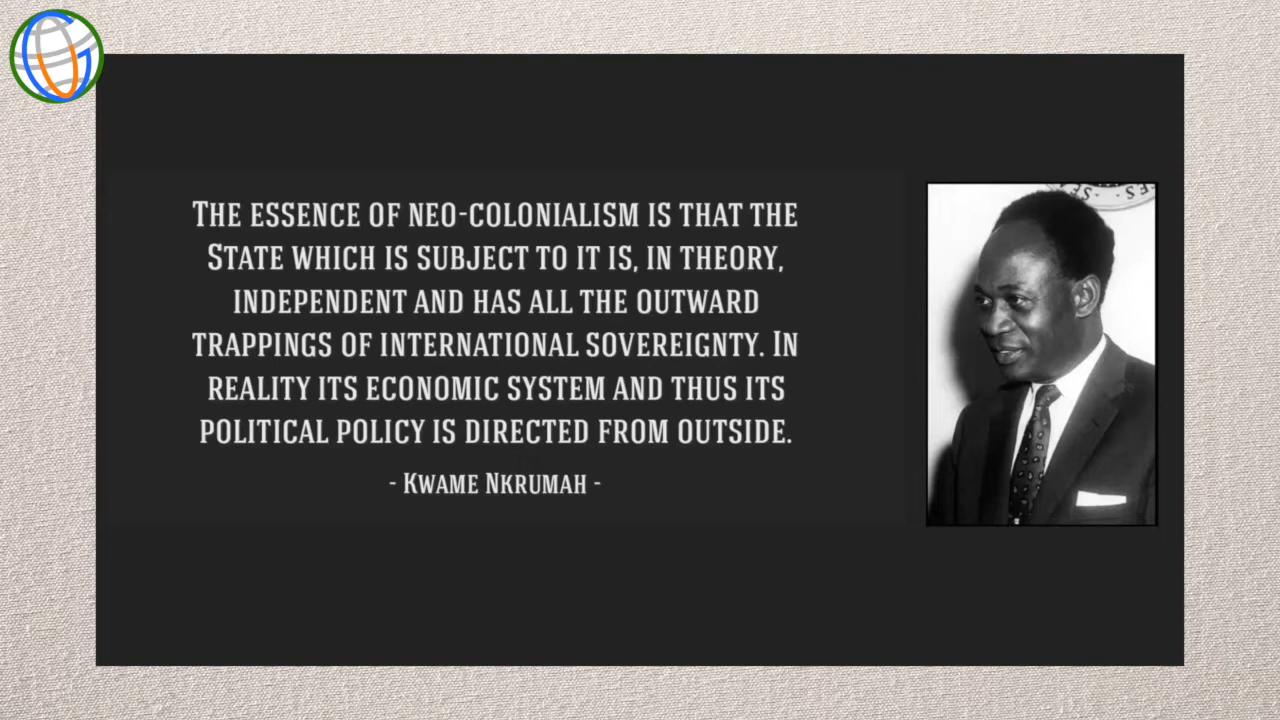 The essence of neo-colonialism is that the
State which is subject to it is, in theory,
independent and has all the outward
trappings of international sovereignty. In
reality its economic system and thus its
political policy is directed from outside.
- Kwame Nkrumah -